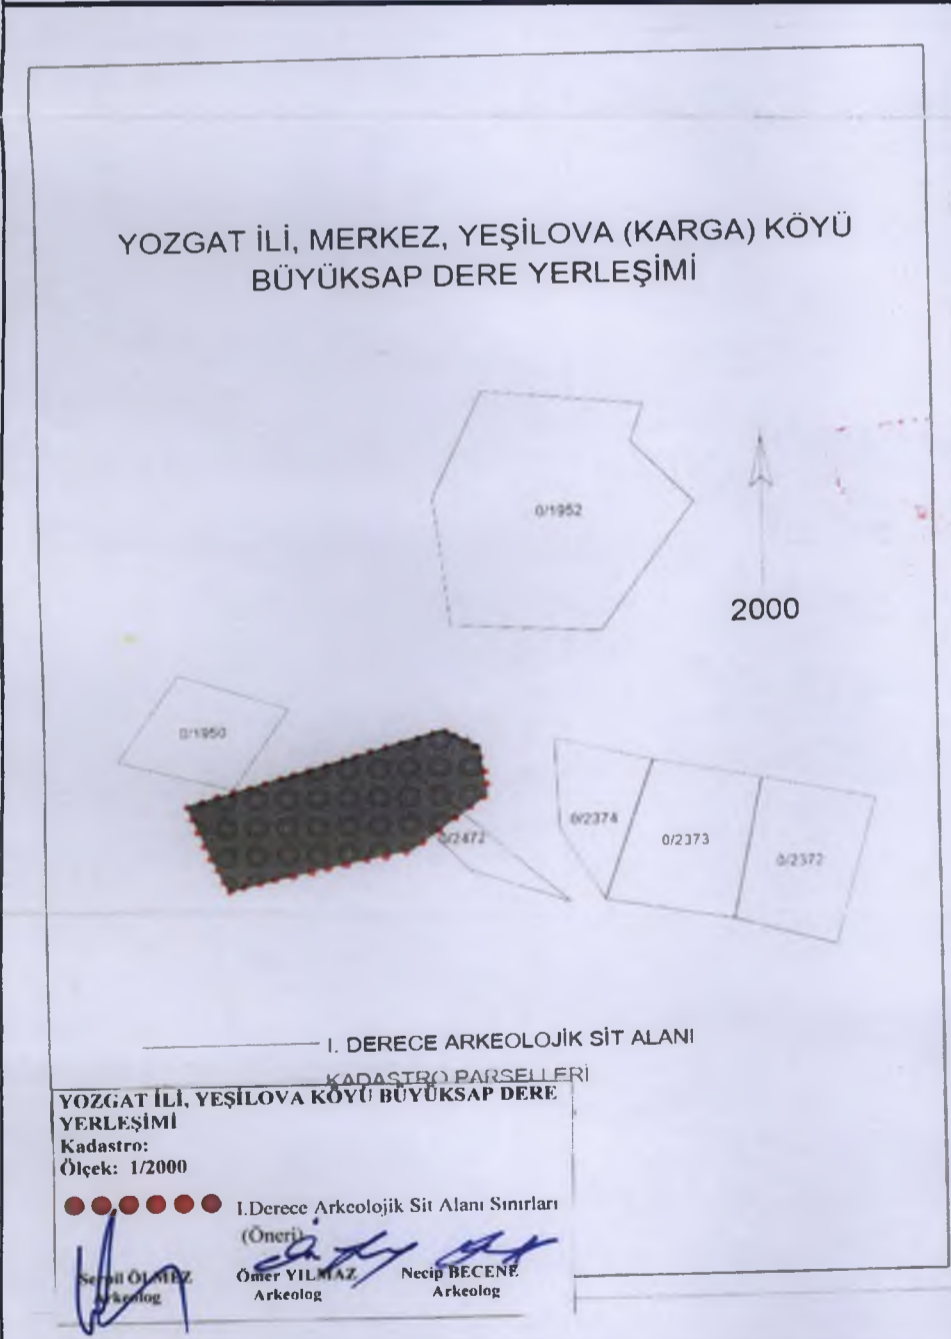 YOZGAT İLİ, MERKEZ, YEŞİLOVA (KARGA) KÖYÜ
BÜYÜKSAP DERE YERLEŞİMİ
0/1952
2000
0/1950
0/2472
0/2374
0/2373
0/2372
I. DERECE ARKEOLOJİK SİT ALANI
KADASTRO PARSELLERİ
YOZGAT İLİ, YEŞİLOVA KÖYÜ BÜYÜKSAP DERE
YERLEŞİMİ
Kadastro:
Ölçek: 1/2000
I.Derece Arkeolojik Sit Alanı Sınırları
(Öneri)
Serpil ÖLMEZ
Arkeolog
Ömer YILMAZ
Arkeolog
Necip BECENE
Arkeolog